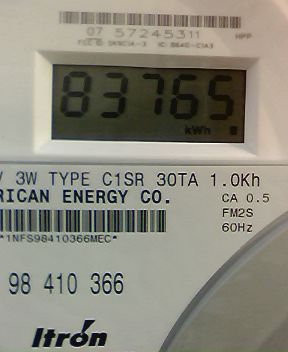 07 57245311
83765
kWh
V 3W TYPE C1SR 30TA 1.0Kh
RICAN ENERGY CO.
CA 0.5
FM2S
60Hz
*1NFS98410366MEC*
98 410 366
Itrón